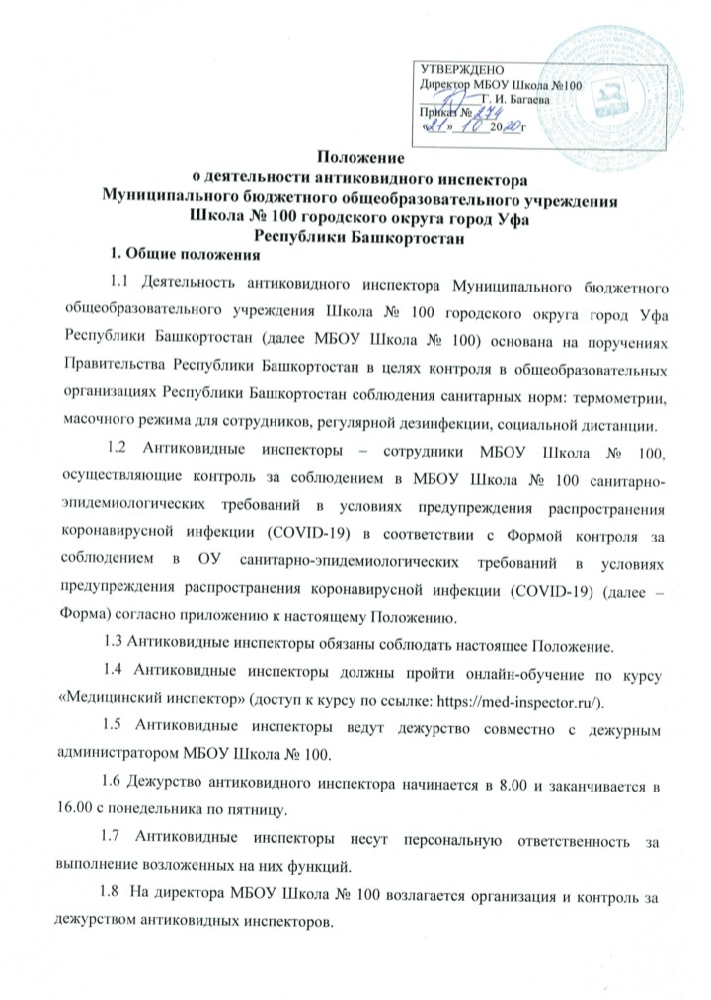 УТВЕРЖДЕНО
Директор МБОУ Школа №100
__________Г. И. Багаева
Приказ № 274
«21»__10__2020__г
Положение
о деятельности антиковидного инспектора
Муниципального бюджетного общеобразовательного учреждения
Школа № 100 городского округа город Уфа
Республики Башкортостан
1. Общие положения
1.1 Деятельность антиковидного инспектора Муниципального бюджетного
общеобразовательного учреждения Школа № 100 городского округа город Уфа
Республики Башкортостан (далее МБОУ Школа № 100) основана на поручениях
Правительства Республики Башкортостан в целях контроля в общеобразовательных
организациях Республики Башкортостан соблюдения санитарных норм: термометрии,
масочного режима для сотрудников, регулярной дезинфекции, социальной дистанции.
1.2 Антиковидные инспекторы – сотрудники МБОУ Школа № 100,
осуществляющие контроль за соблюдением в МБОУ Школа № 100 санитарно-
эпидемиологических требований в условиях предупреждения распространения
коронавирусной инфекции (COVID-19) в соответствии с Формой контроля за
соблюдением в ОУ санитарно-эпидемиологических требований в условиях
предупреждения распространения коронавирусной инфекции (COVID-19) (далее –
Форма) согласно приложению к настоящему Положению.
1.3 Антиковидные инспекторы обязаны соблюдать настоящее Положение.
1.4 Антиковидные инспекторы должны пройти онлайн-обучение по курсу
«Медицинский инспектор» (доступ к курсу по ссылке: https://med-inspector.ru/).
1.5 Антиковидные инспекторы ведут дежурство совместно с дежурным
администратором МБОУ Школа № 100.
1.6 Дежурство антиковидного инспектора начинается в 8.00 и заканчивается в
16.00 с понедельника по пятницу.
1.7 Антиковидные инспекторы несут персональную ответственность за
выполнение возложенных на них функций.
1.8 На директора МБОУ Школа № 100 возлагается организация и контроль за
дежурством антиковидных инспекторов.